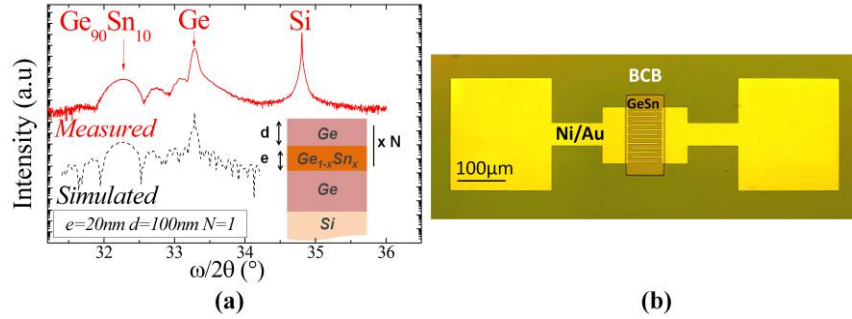 Ge₉₀Sn₁₀ Ge Si
Intensity (a.u)
Measured
Simulated
e=20nm d=100nm N=1
d Ge
x N
e Ge₁₋ₓSnₓ
Ge
Si
32 33 34 35 36
ω/2θ (°)
(a)
BCB
GeSn
Ni/Au
100μm
(b)